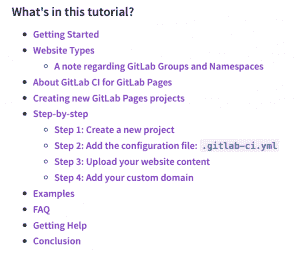 What's in this tutorial?
Getting Started
Website Types
A note regarding GitLab Groups and Namespaces
About GitLab CI for GitLab Pages
Creating new GitLab Pages projects
Step-by-step
Step 1: Create a new project
Step 2: Add the configuration file: .gitlab-ci.yml
Step 3: Upload your website content
Step 4: Add your custom domain
Examples
FAQ
Getting Help
Conclusion